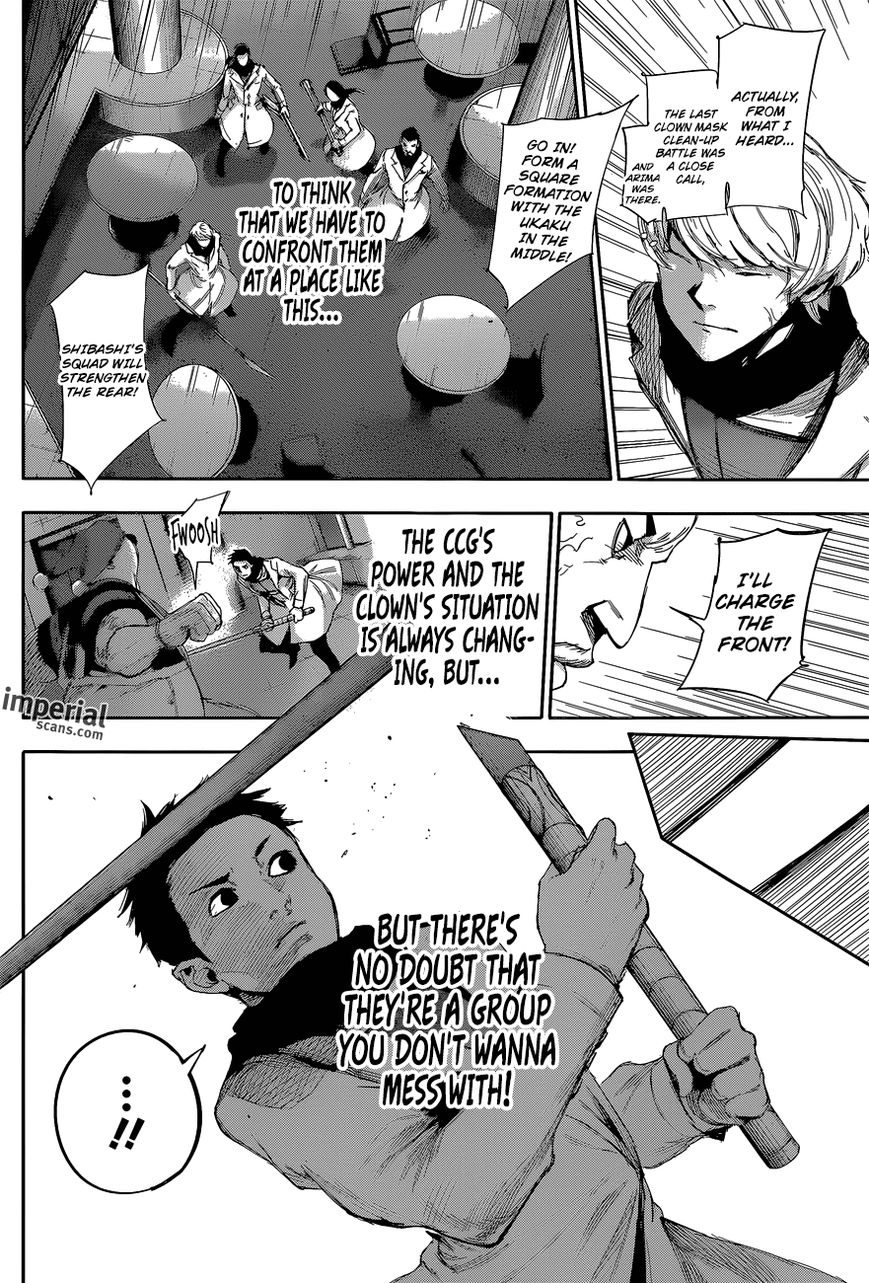 ACTUALLY,
FROM
WHAT I
HEARD...
THE LAST
CLOWN MASK
CLEAN-UP
BATTLE WAS
A CLOSE
CALL,
AND
ARIMA
WAS
THERE.
GO IN!
FORM A
SQUARE
FORMATION
WITH THE
UKAKU
IN THE
MIDDLE!
TO THINK
THAT WE HAVE TO
CONFRONT THEM
AT A PLACE LIKE
THIS...
SHIBASHI'S
SQUAD WILL
STRENGTHEN
THE REAR!
I'LL
CHARGE
THE
FRONT!
THE CCG'S
POWER AND THE
CLOWN'S SITUATION
IS ALWAYS CHANG-
ING, BUT...
FWOOSH
imperial
scans.com
BUT THERE'S
NO DOUBT THAT
THEY'RE A GROUP
YOU DON'T WANNA
MESS WITH!
...
!!